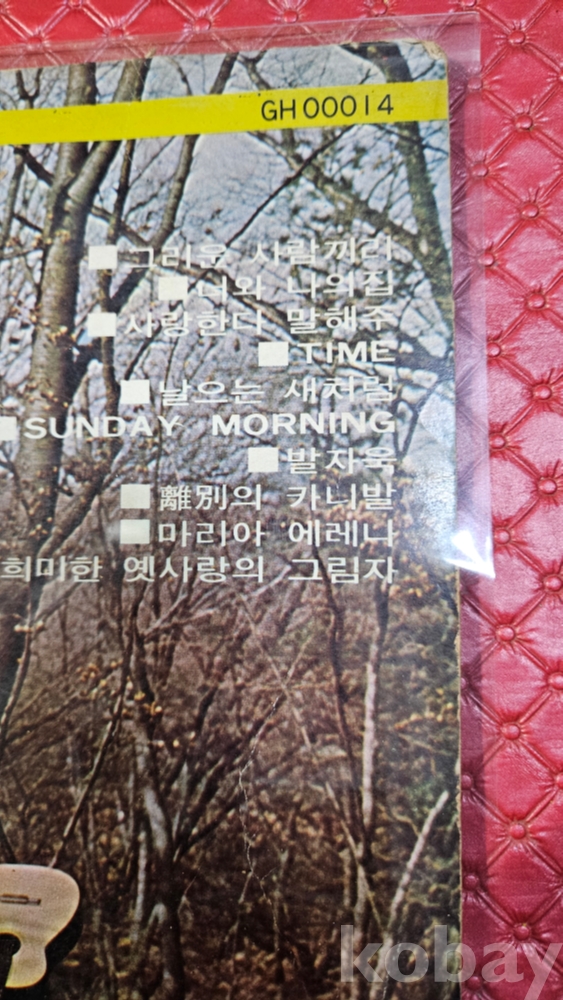 GH00014
■그리운 사람끼리
■너와 나의집
■사랑한다 말해주
■TIME
■날으는 새처럼
■SUNDAY MORNING
■발자욱
■離別의 카니발
■마리아 에레나
희미한 옛사랑의 그림자
kobay